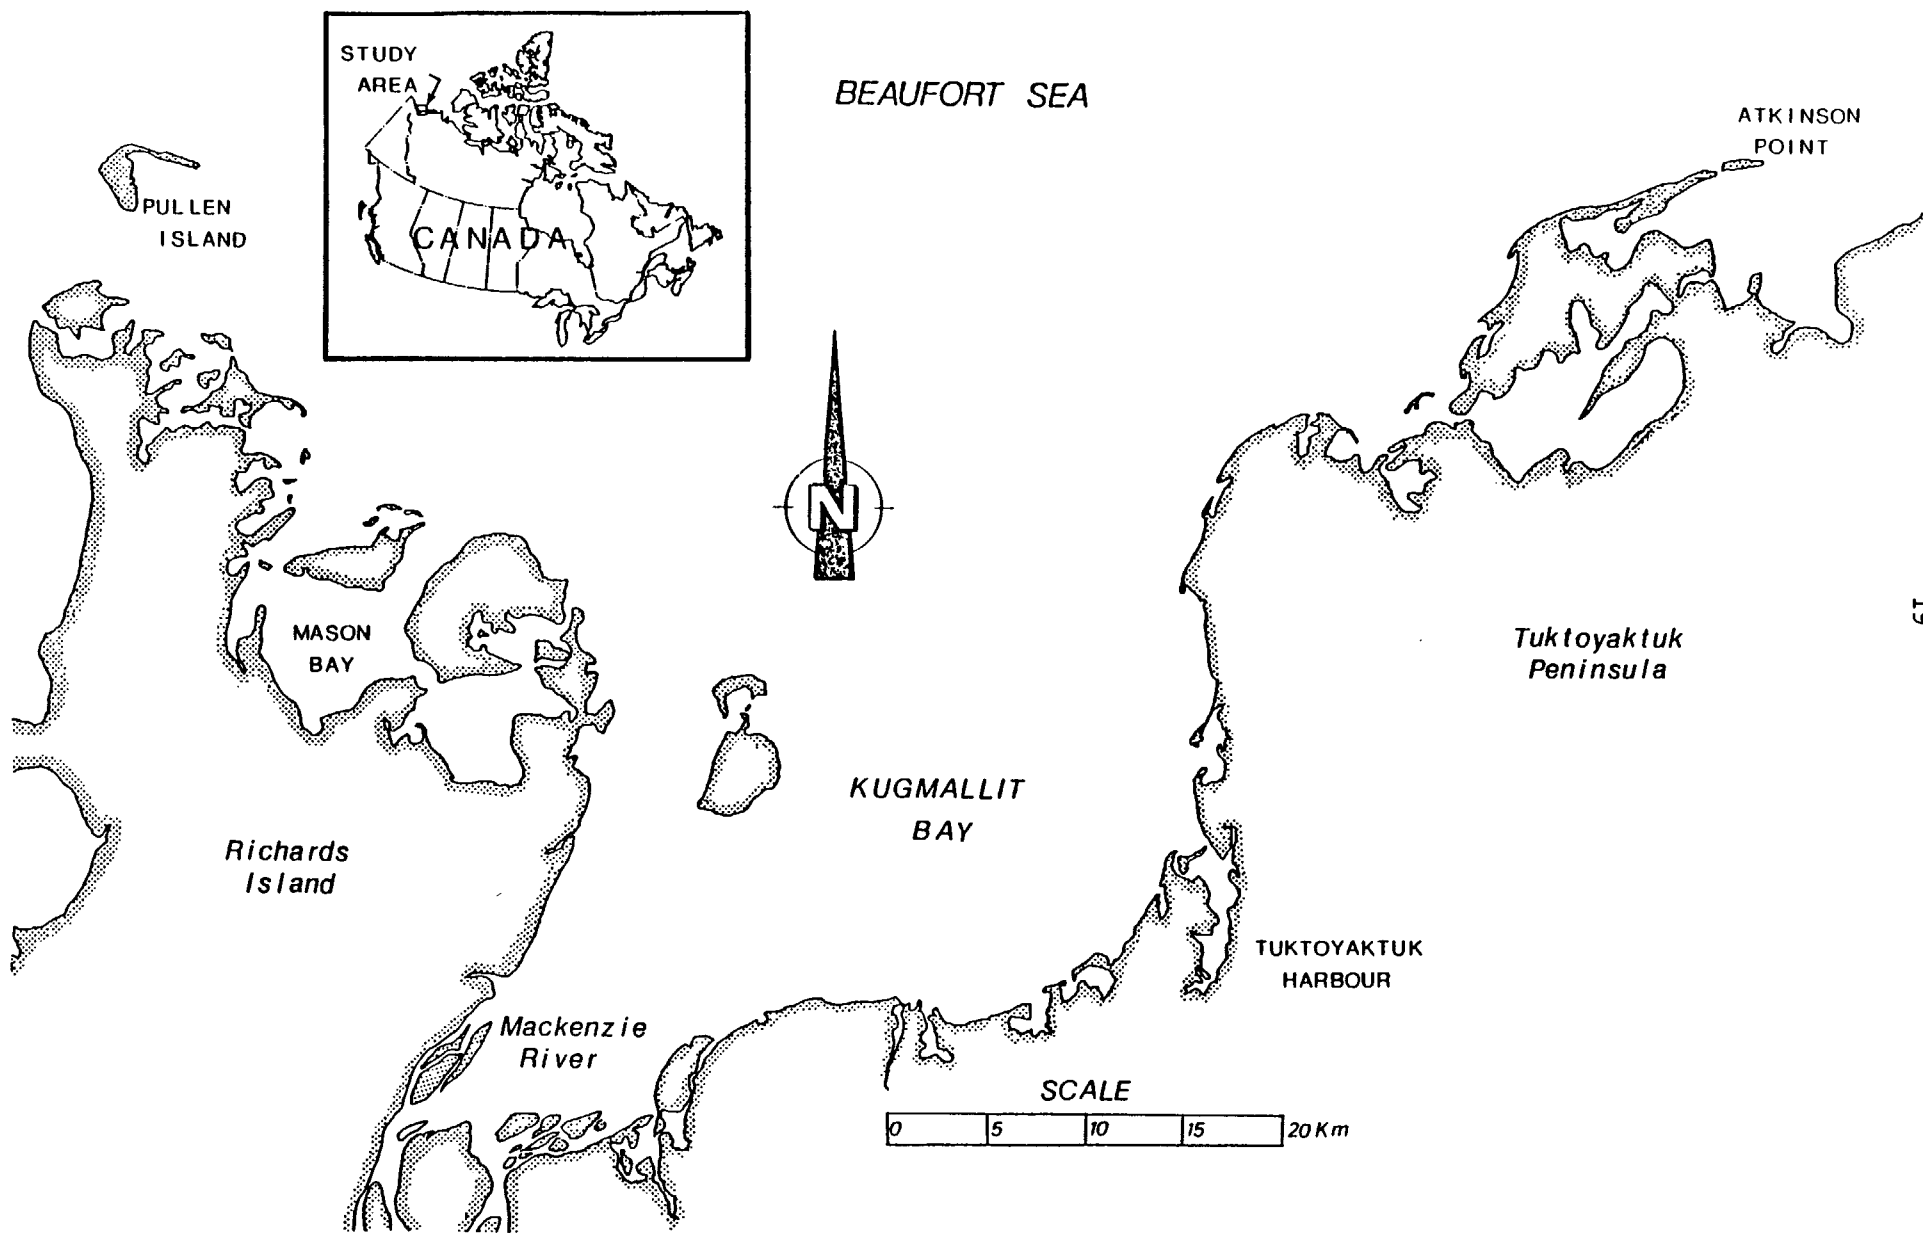 STUDY
AREA
CANADA
BEAUFORT SEA
ATKINSON
POINT
PULLEN
ISLAND
N
MASON
BAY
Tuktoyaktuk
Peninsula
19
KUGMALLIT
BAY
Richards
Island
TUKTOYAKTUK
HARBOUR
Mackenzie
River
SCALE
0 5 10 15 20 Km